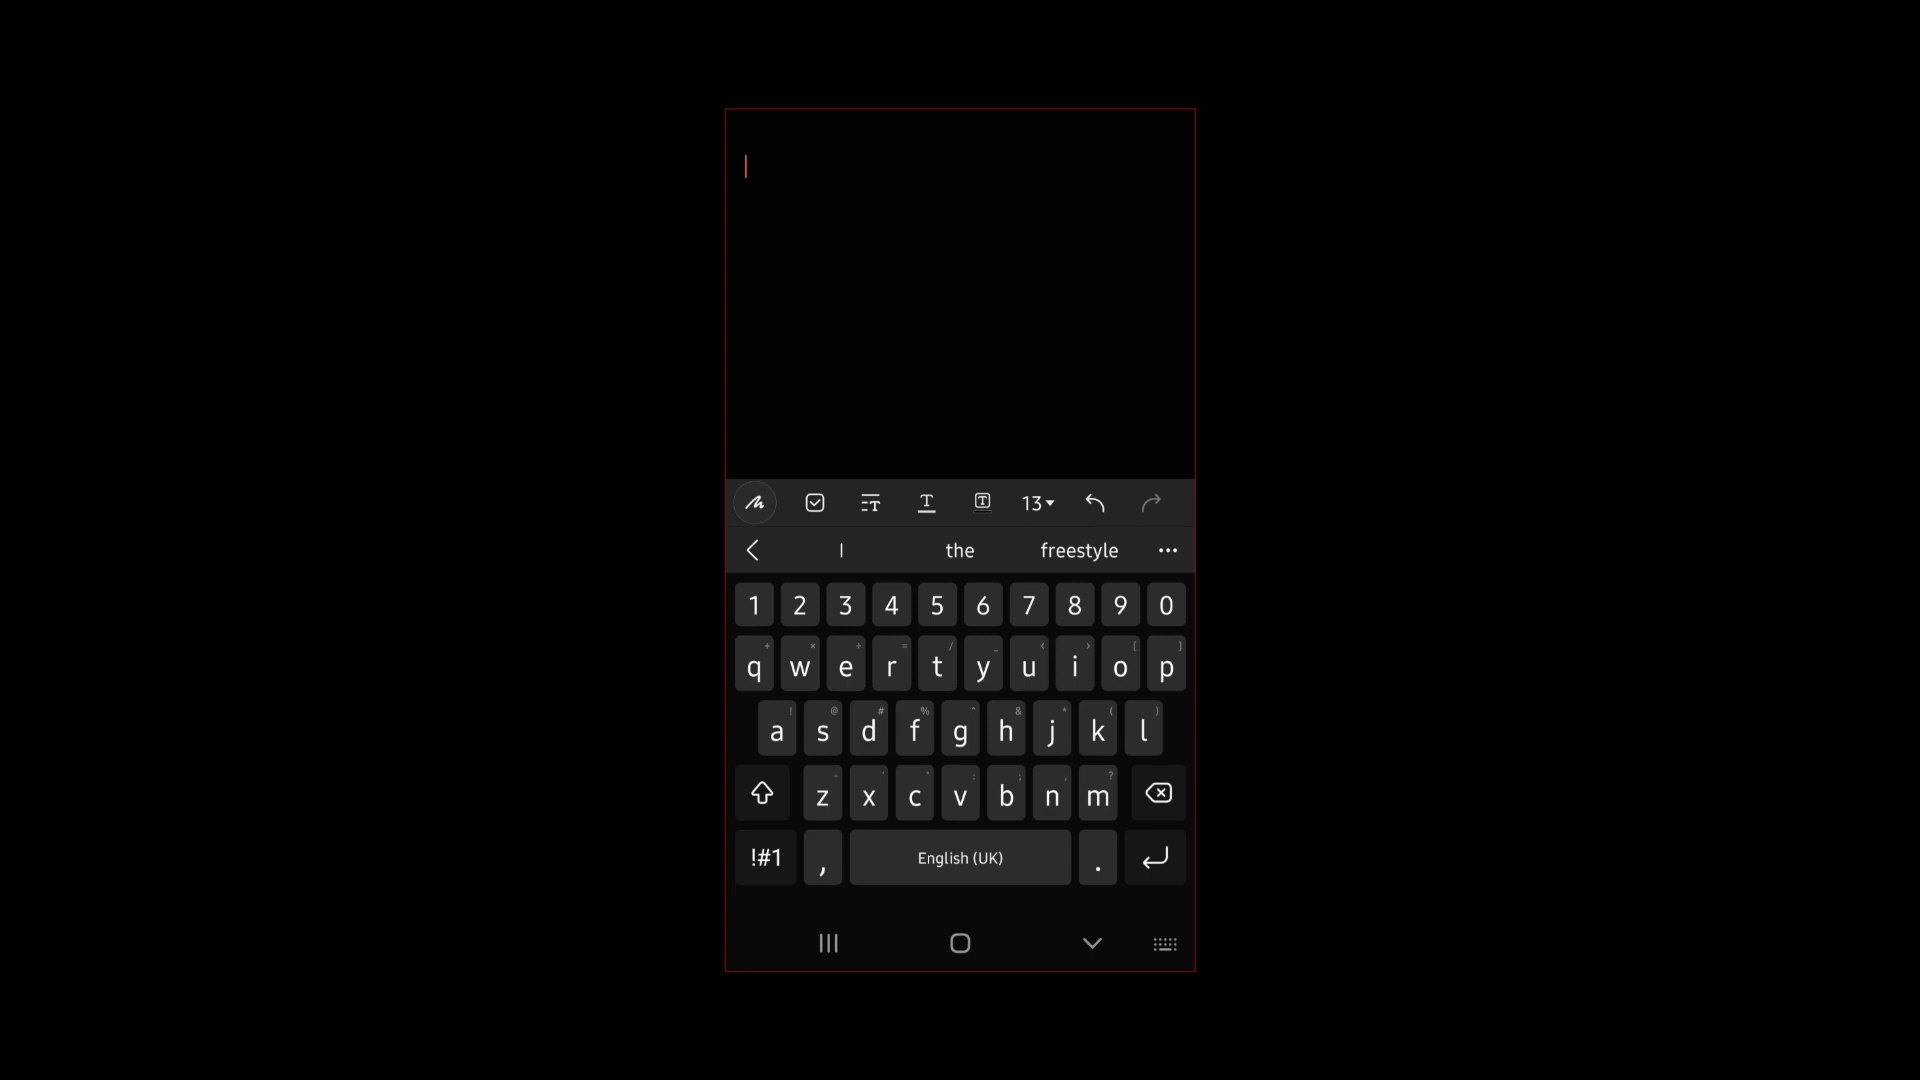 13
I the freestyle
1 2 3 4 5 6 7 8 9 0
+ × ÷ = / _ < > [ ]
q w e r t y u i o p
! @ # % ^ & * ( )
a s d f g h j k l
- ' " : ; , ?
z x c v b n m
!#1 , English (UK) .